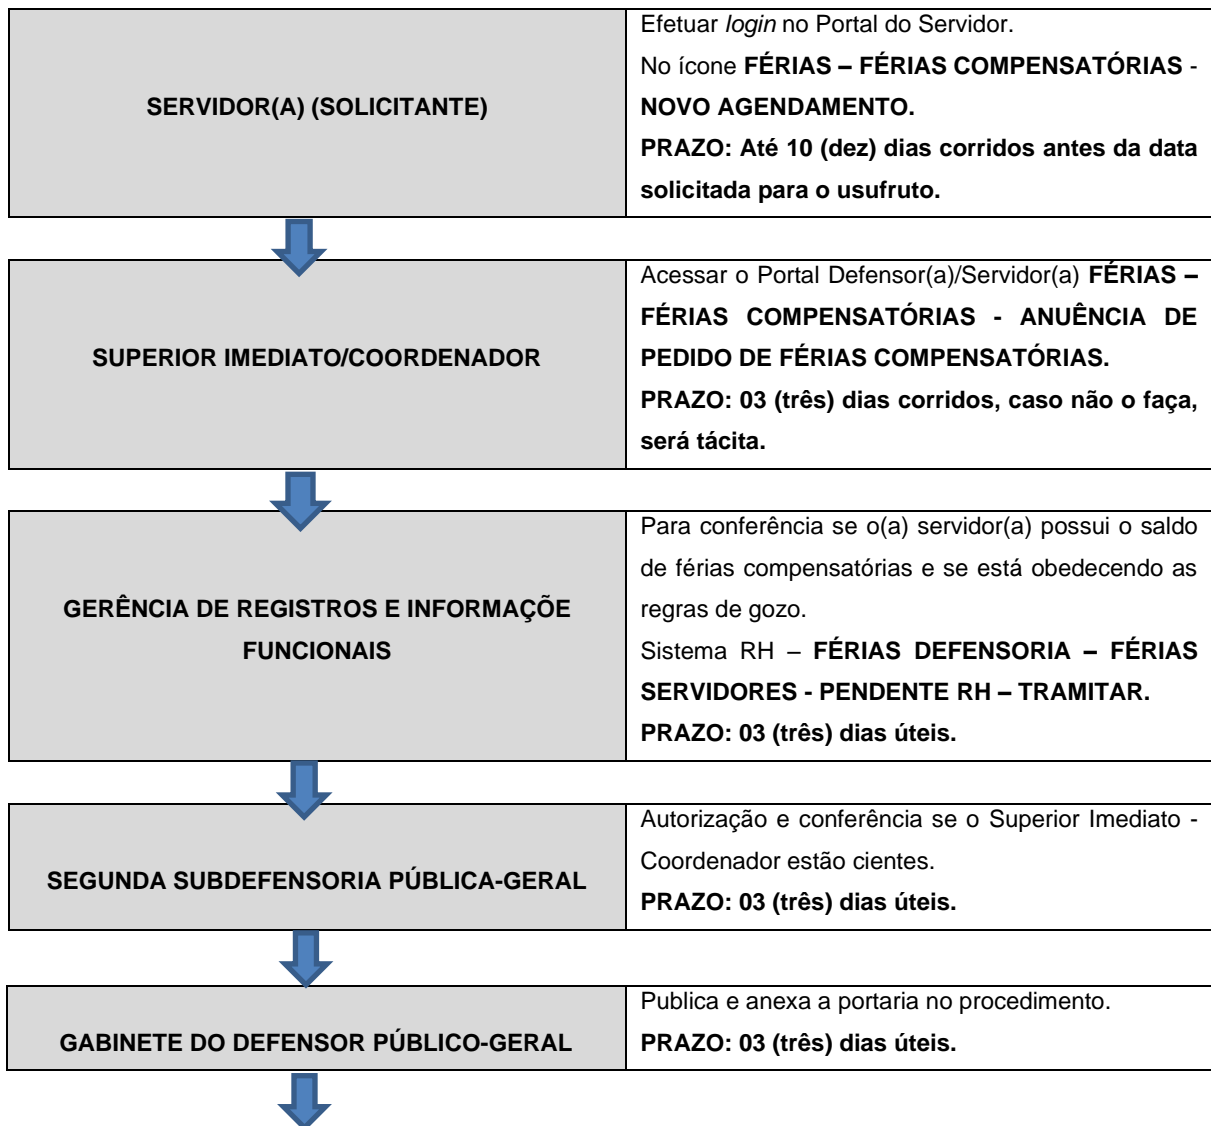 SERVIDOR(A) (SOLICITANTE)
Efetuar login no Portal do Servidor.
No ícone FÉRIAS – FÉRIAS COMPENSATÓRIAS -
NOVO AGENDAMENTO.
PRAZO: Até 10 (dez) dias corridos antes da data
solicitada para o usufruto.
SUPERIOR IMEDIATO/COORDENADOR
Acessar o Portal Defensor(a)/Servidor(a) FÉRIAS –
FÉRIAS COMPENSATÓRIAS - ANUÊNCIA DE
PEDIDO DE FÉRIAS COMPENSATÓRIAS.
PRAZO: 03 (três) dias corridos, caso não o faça,
será tácita.
GERÊNCIA DE REGISTROS E INFORMAÇÕE
FUNCIONAIS
Para conferência se o(a) servidor(a) possui o saldo
de férias compensatórias e se está obedecendo as
regras de gozo.
Sistema RH – FÉRIAS DEFENSORIA – FÉRIAS
SERVIDORES - PENDENTE RH – TRAMITAR.
PRAZO: 03 (três) dias úteis.
SEGUNDA SUBDEFENSORIA PÚBLICA-GERAL
Autorização e conferência se o Superior Imediato -
Coordenador estão cientes.
PRAZO: 03 (três) dias úteis.
GABINETE DO DEFENSOR PÚBLICO-GERAL
Publica e anexa a portaria no procedimento.
PRAZO: 03 (três) dias úteis.